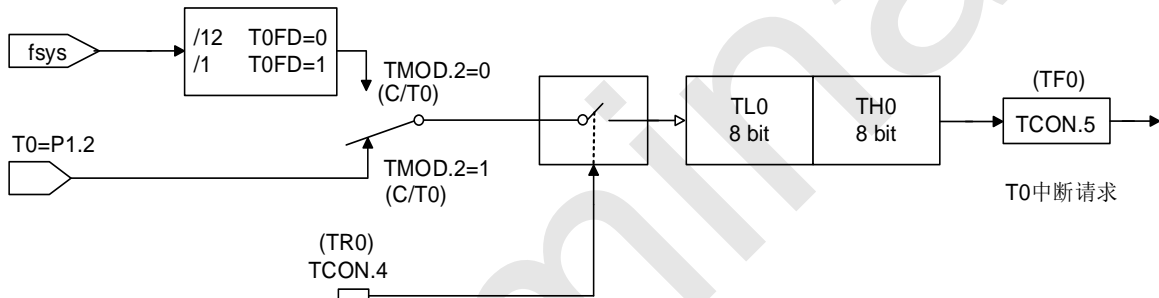 fsys
/12 T0FD=0
/1 T0FD=1
TMOD.2=0
(C/T0)
T0=P1.2
TMOD.2=1
(C/T0)
(TR0)
TCON.4
TL0
8 bit
TH0
8 bit
(TF0)
TCON.5
T0中断请求